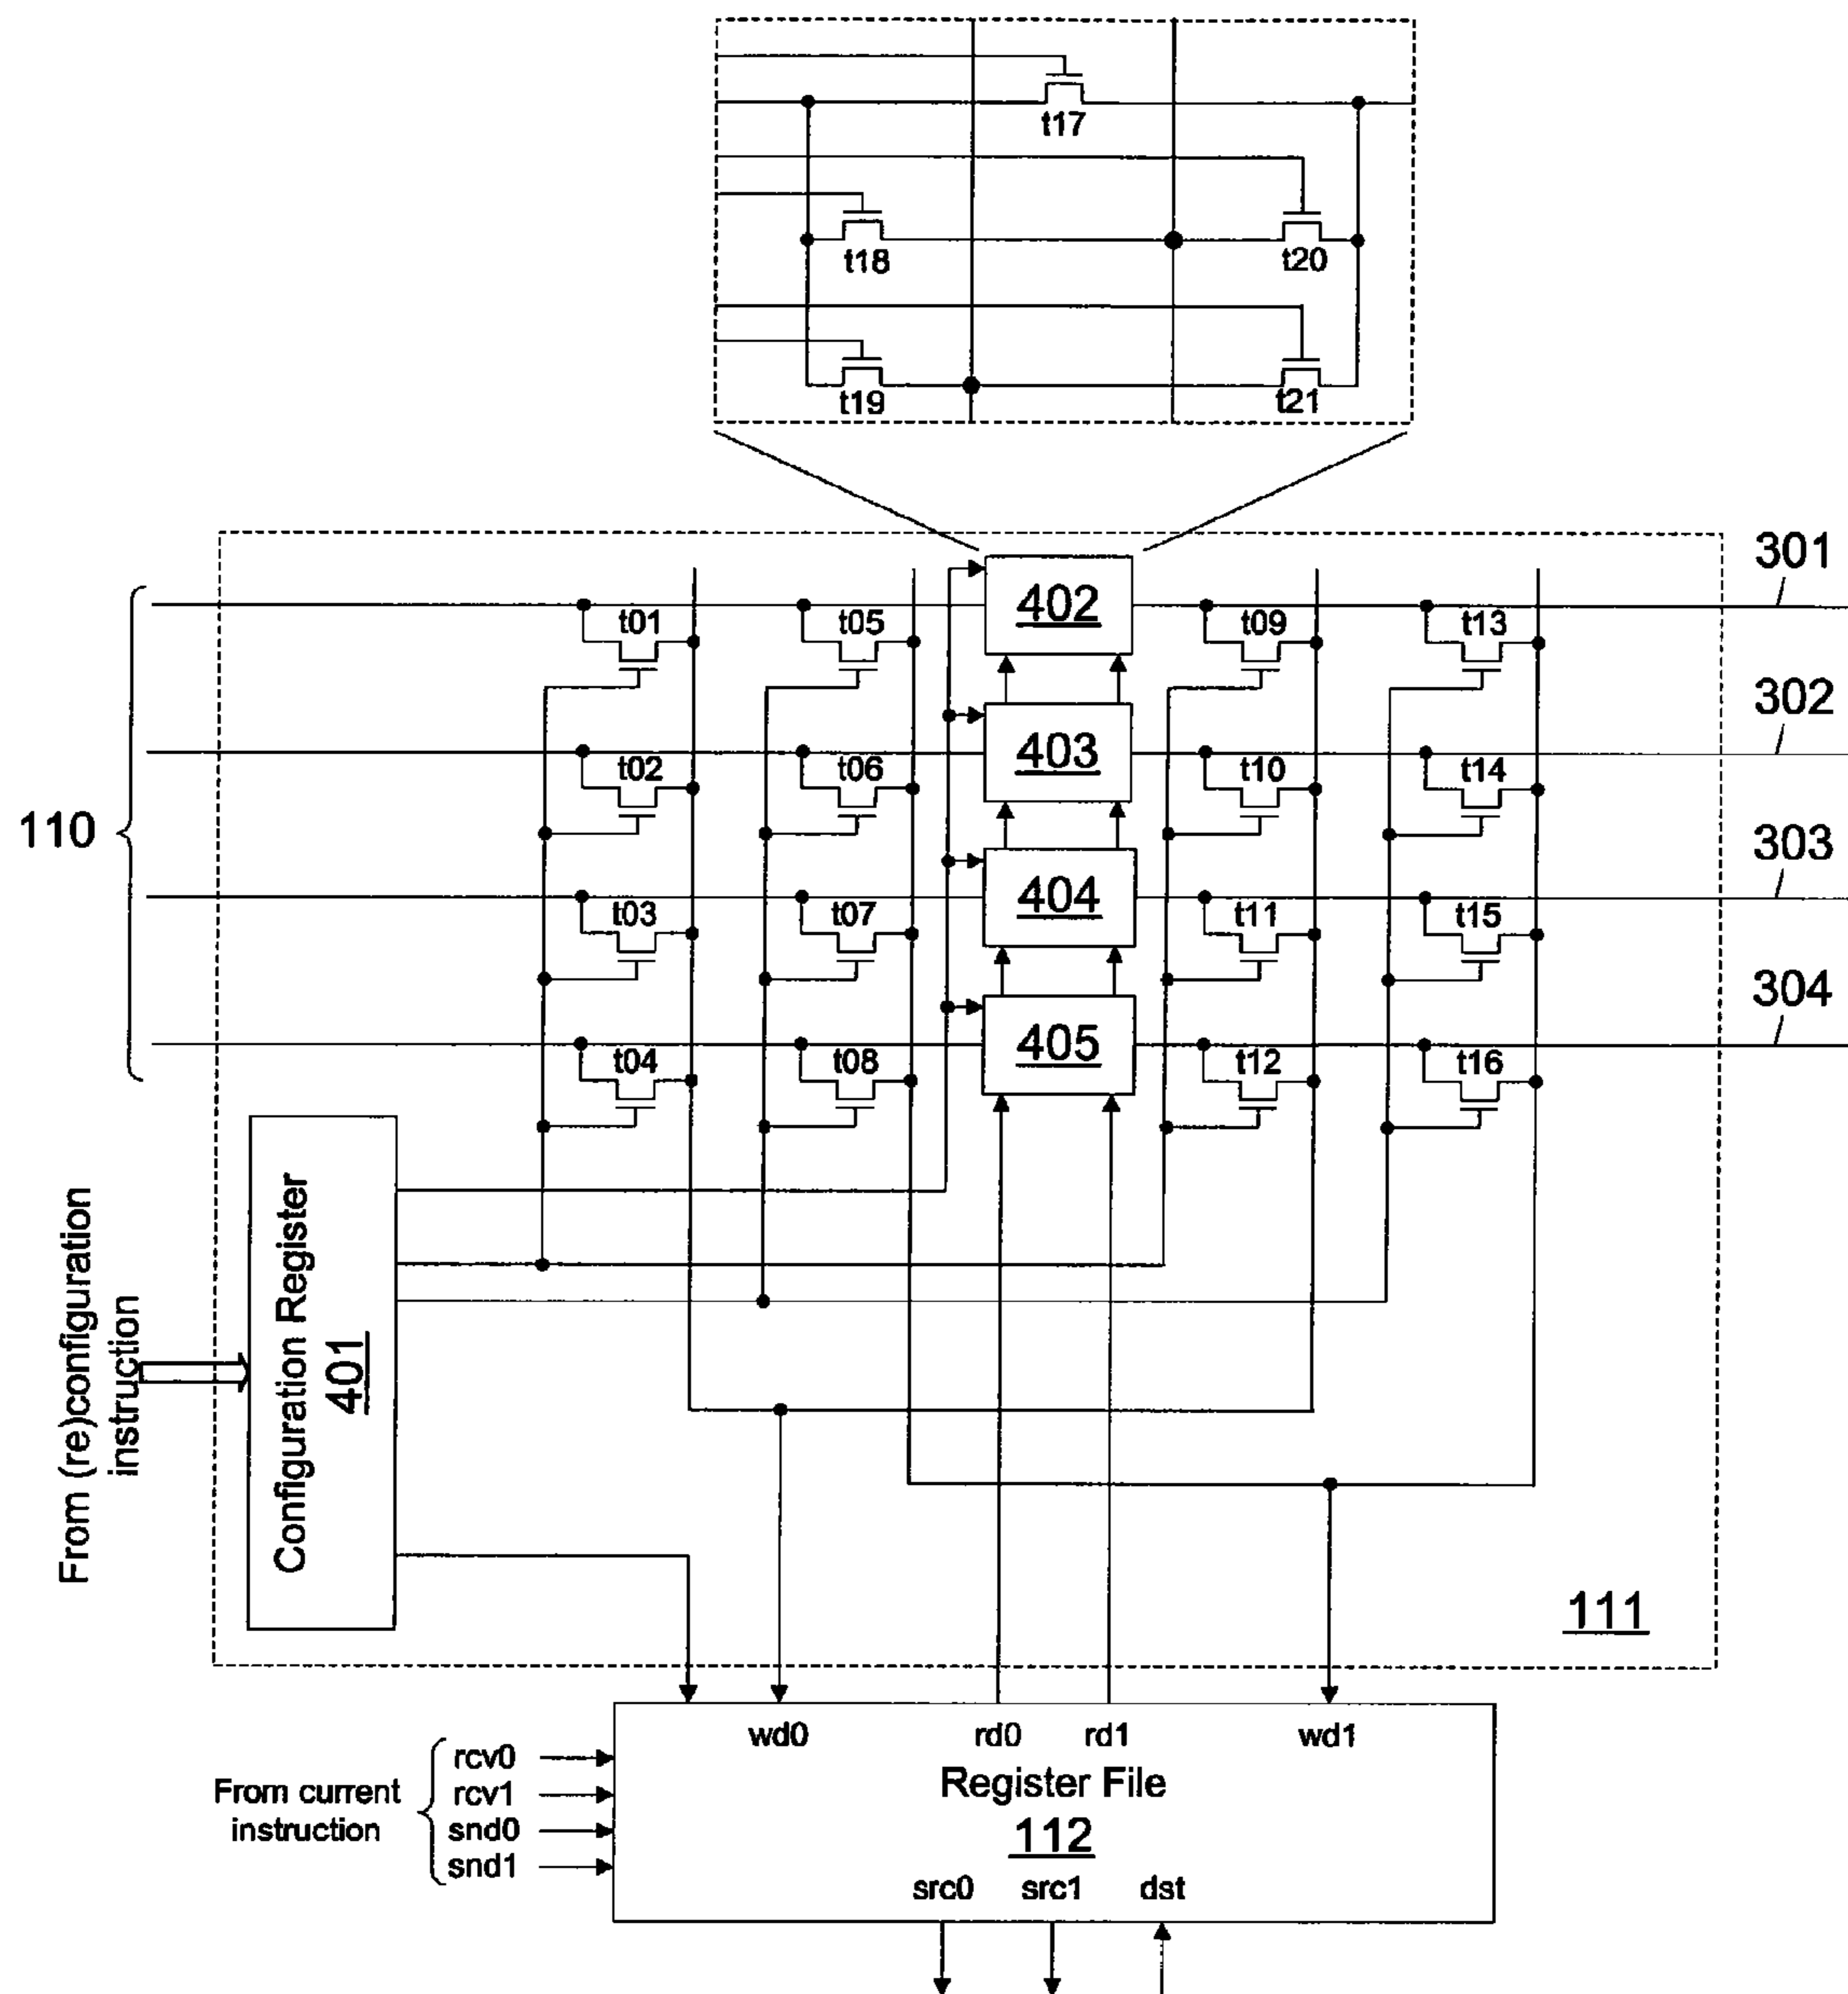 t17
t18
t20
t19
t21
301
402
t01
t05
t09
t13
302
403
t02
t06
t10
t14
110
303
404
t03
t07
t11
t15
304
405
t04
t08
t12
t16
From (re)configuration
instruction
Configuration Register
401
111
wd0
rd0
rd1
wd1
From current
instruction
rcv0
rcv1
snd0
snd1
Register File
112
src0
src1
dst